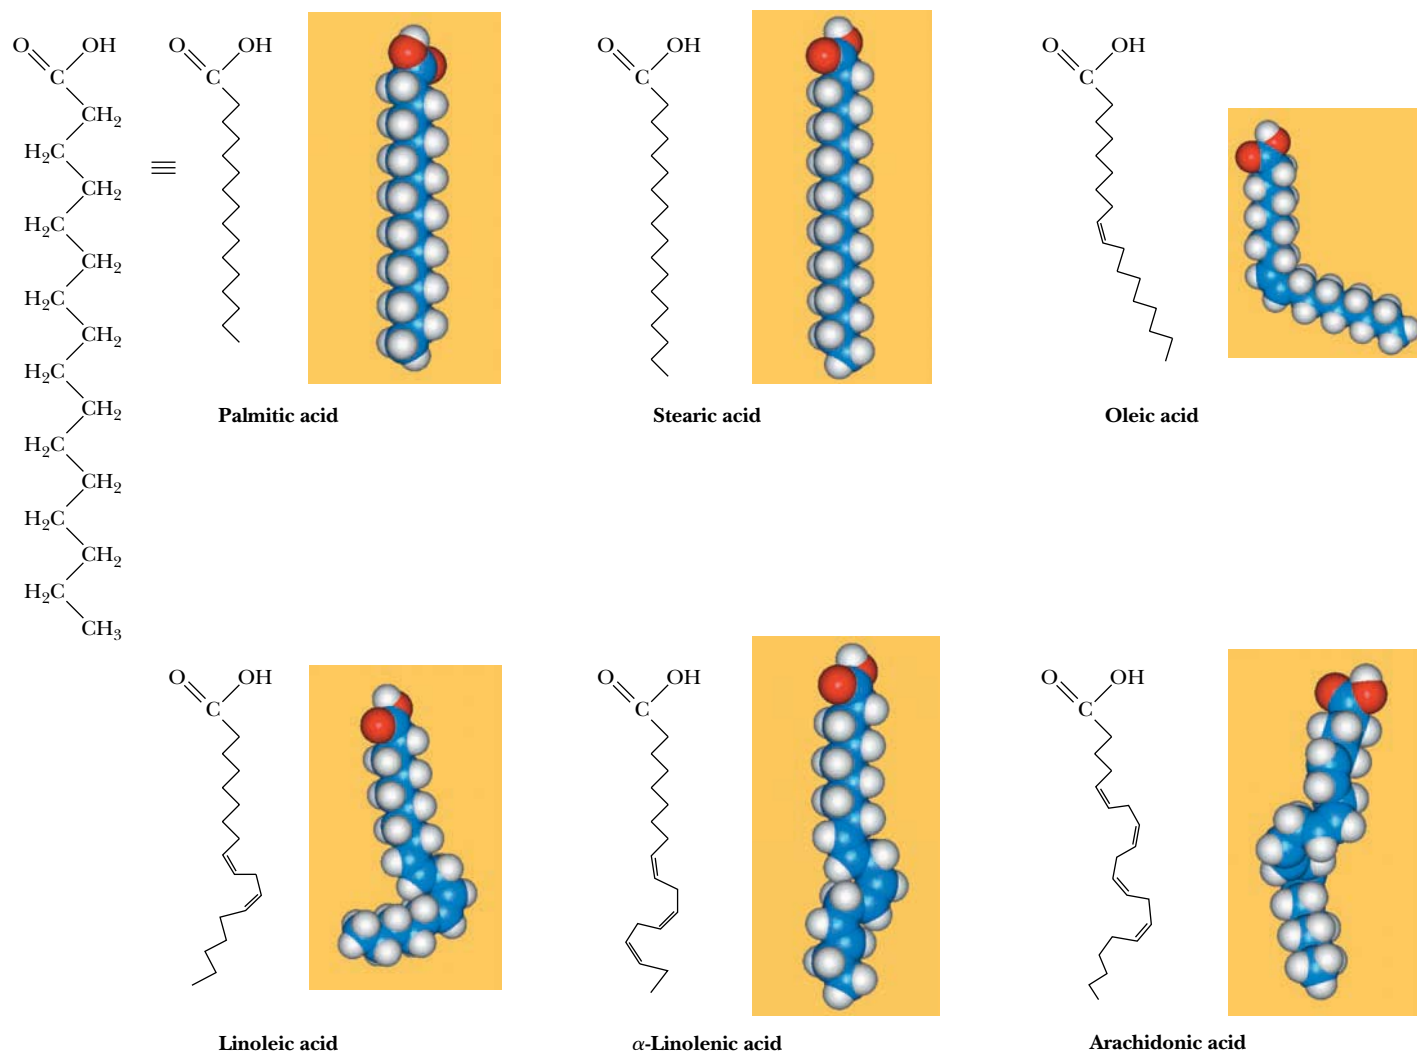 O OH O OH O OH O OH
C C C C
CH₂
H₂C
CH₂
H₂C
CH₂
H₂C
CH₂
H₂C
CH₂
Palmitic acid Stearic acid Oleic acid
H₂C
CH₂
H₂C
CH₂
H₂C
CH₃
O OH O OH O OH
C C C
Linoleic acid α-Linolenic acid Arachidonic acid